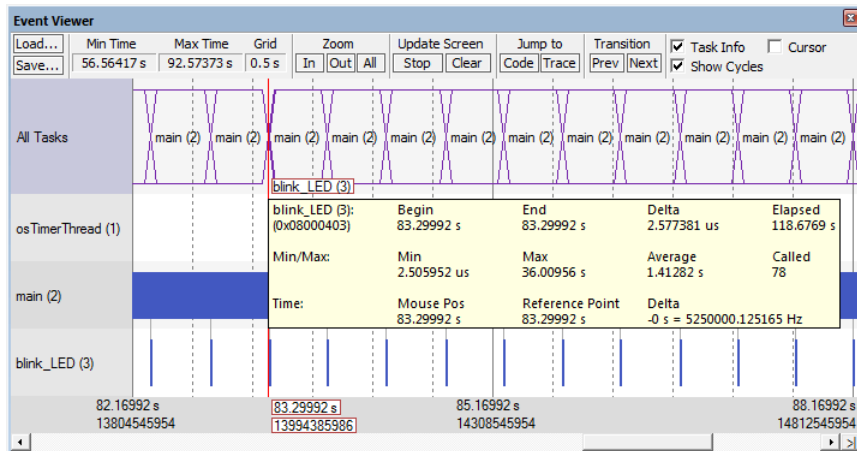 Event Viewer
Load... Min Time Max Time Grid Zoom Update Screen Jump to Transition Task Info Cursor
Save... 56.56417 s 92.57373 s 0.5 s In Out All Stop Clear Code Trace Prev Next Show Cycles
All Tasks main (2) main (2) main (2) main (2) main (2) main (2) main (2) main (2) main (2) main (2) main (2) main (2)
blink_LED (3)
osTimerThread (1)
blink_LED (3): Begin End Delta Elapsed
(0x08000403) 83.29992 s 83.29992 s 2.577381 us 118.6769 s
Min/Max: Min Max Average Called
2.505952 us 36.00956 s 1.41282 s 78
main (2)
Time: Mouse Pos Reference Point Delta
83.29992 s 83.29992 s -0 s = 5250000.125165 Hz
blink_LED (3)
82.16992 s 83.29992 s 85.16992 s 88.16992 s
13804545954 13994385986 14308545954 14812545954